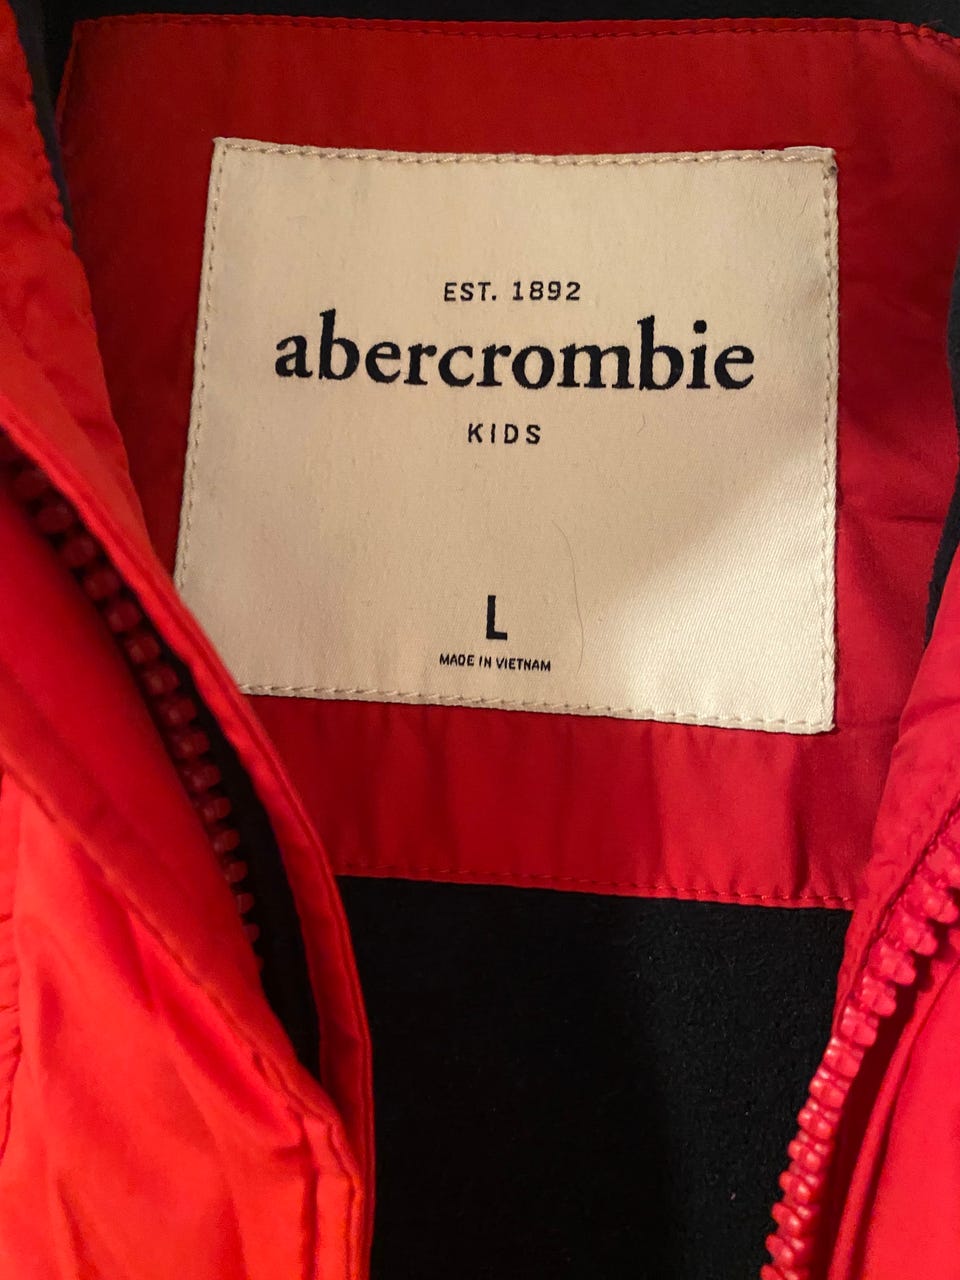 EST. 1892
abercrombie
KIDS
L
MADE IN VIETNAM